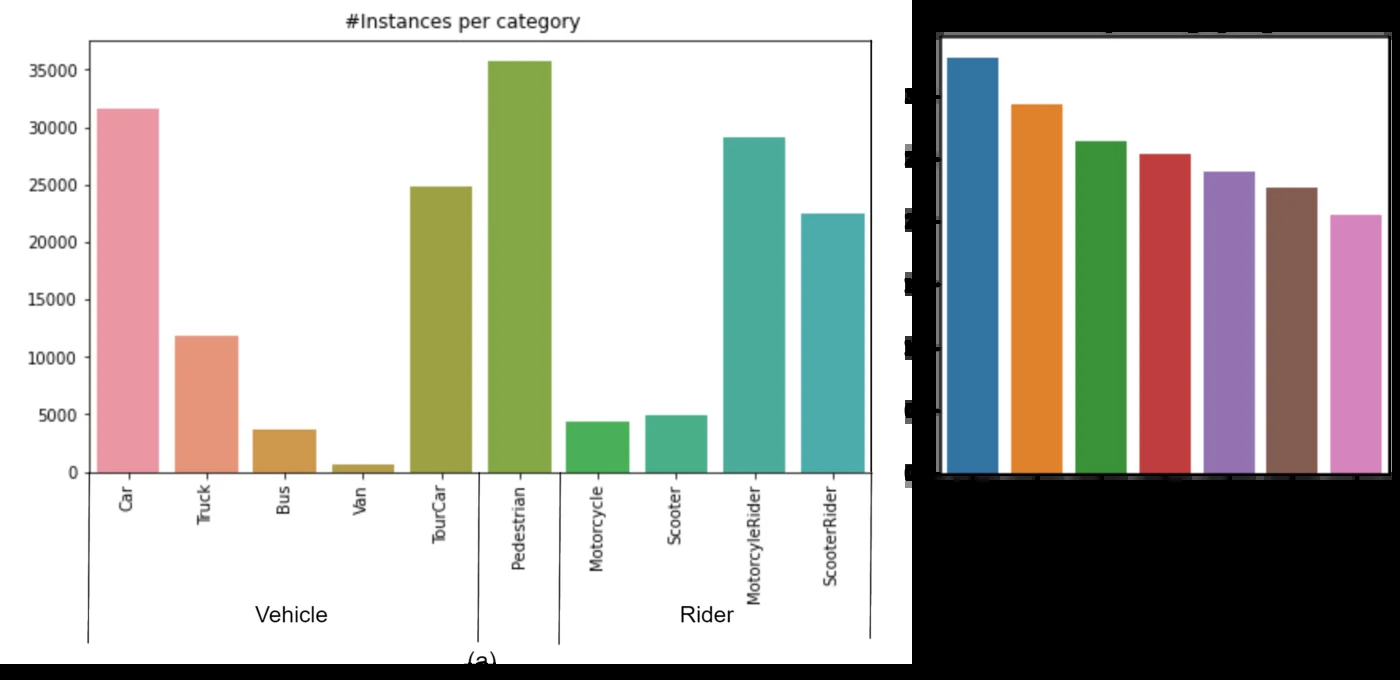 #Instances per category
35000
30000
25000
20000
15000
10000
5000
0
Car
Truck
Bus
Van
TourCar
Pedestrian
Motorcycle
Scooter
MotorcyleRider
ScooterRider
Vehicle
Rider
(a)